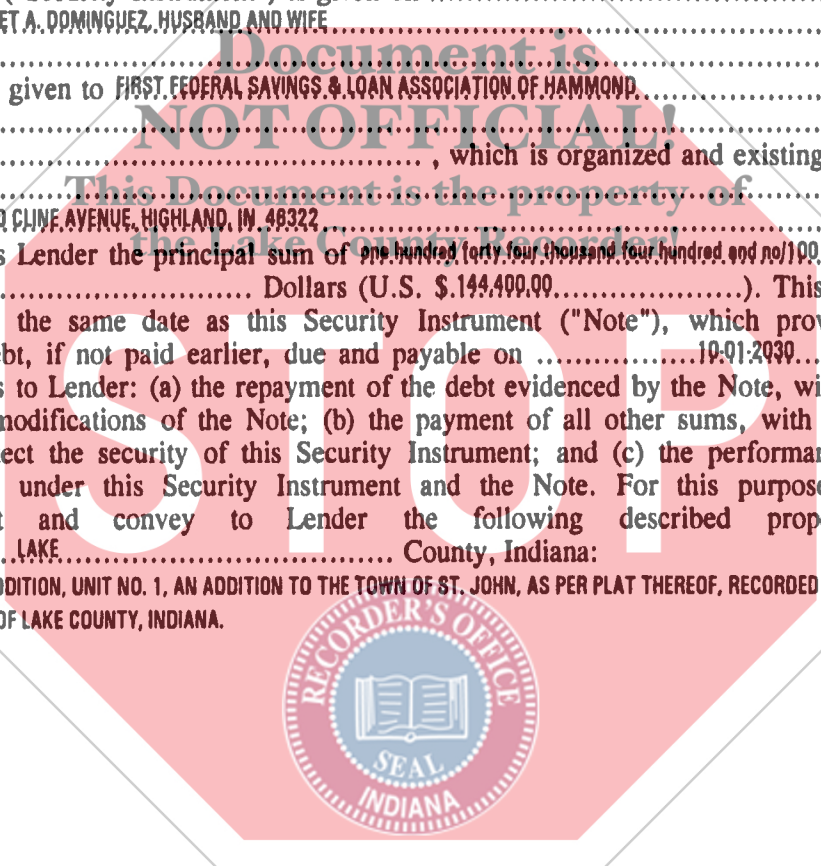 ET A. DOMINGUEZ, HUSBAND AND WIFE
Document is
given to FIRST FEDERAL SAVINGS & LOAN ASSOCIATION OF HAMMOND
NOT OFFICIAL!
, which is organized and existing
This Document is the property of
CLINE AVENUE, HIGHLAND, IN 46322
the Lake County Recorder!
s Lender the principal sum of one hundred forty four thousand four hundred and no/100
Dollars (U.S. $ 144,400.00 ). This
the same date as this Security Instrument ("Note"), which prov
bt, if not paid earlier, due and payable on 10-01-2030
s to Lender: (a) the repayment of the debt evidenced by the Note, wi
modifications of the Note; (b) the payment of all other sums, with
ect the security of this Security Instrument; and (c) the performan
under this Security Instrument and the Note. For this purpose
STOP
t and convey to Lender the following described prop
LAKE County, Indiana:
DDITION, UNIT NO. 1, AN ADDITION TO THE TOWN OF ST. JOHN, AS PER PLAT THEREOF, RECORDED
OF LAKE COUNTY, INDIANA.
RECORDER'S OFFICE
SEAL
INDIANA